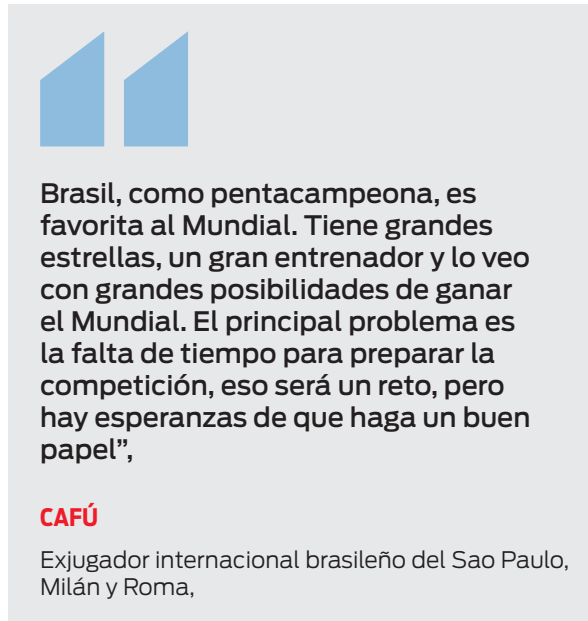 Brasil, como pentacampeona, es
favorita al Mundial. Tiene grandes
estrellas, un gran entrenador y lo veo
con grandes posibilidades de ganar
el Mundial. El principal problema es
la falta de tiempo para preparar la
competición, eso será un reto, pero
hay esperanzas de que haga un buen
papel”,
CAFÚ
Exjugador internacional brasileño del Sao Paulo,
Milán y Roma,